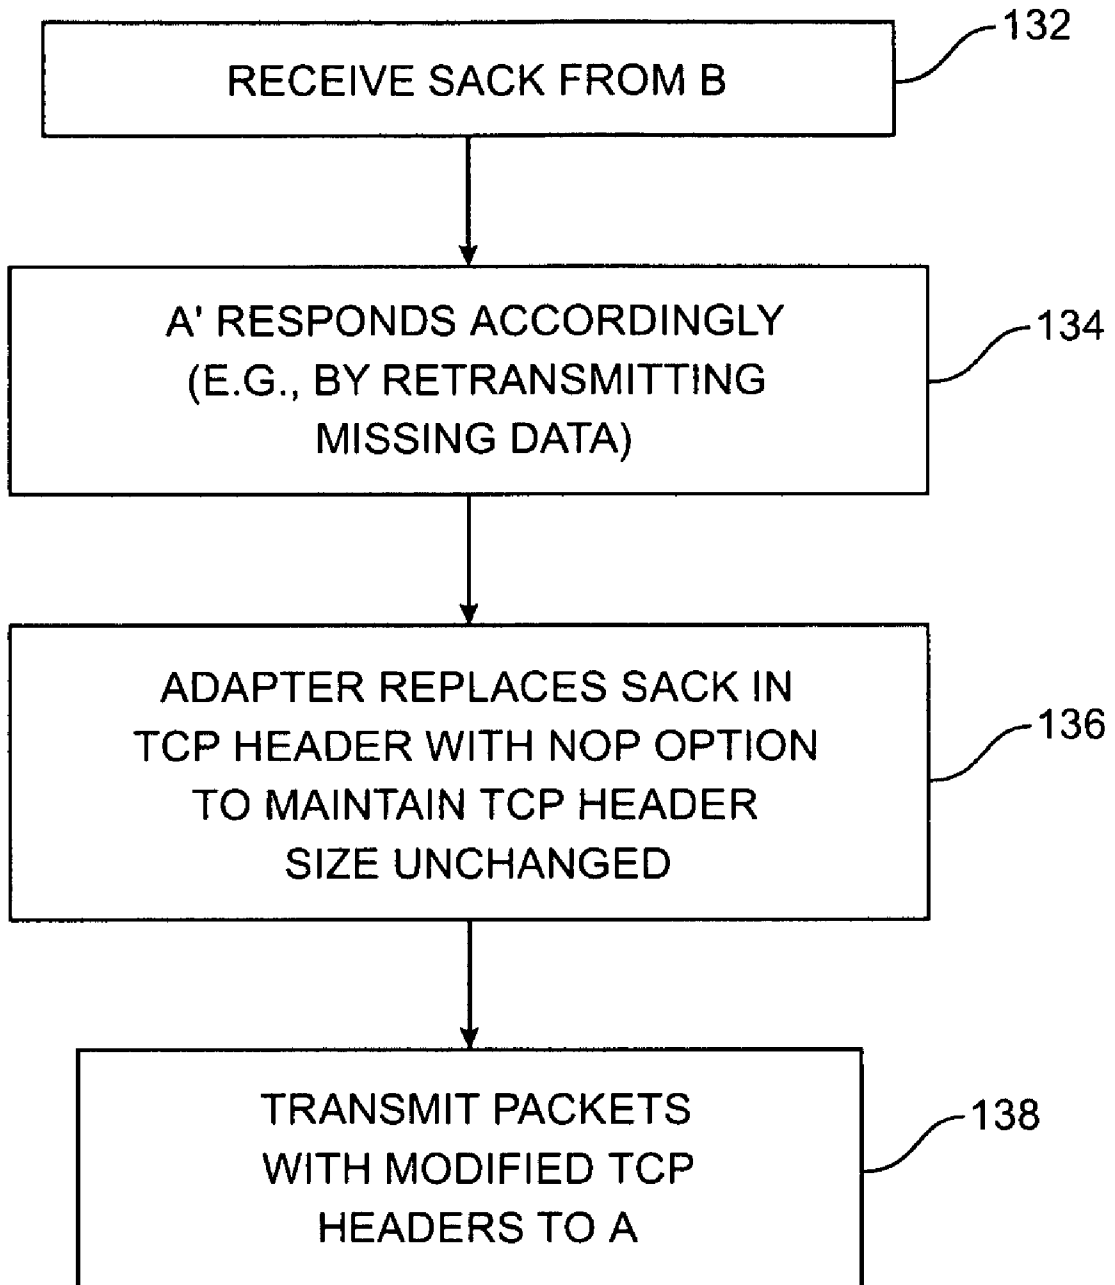 132
RECEIVE SACK FROM B
A' RESPONDS ACCORDINGLY
(E.G., BY RETRANSMITTING
MISSING DATA)
134
ADAPTER REPLACES SACK IN
TCP HEADER WITH NOP OPTION
TO MAINTAIN TCP HEADER
SIZE UNCHANGED
136
TRANSMIT PACKETS
WITH MODIFIED TCP
HEADERS TO A
138